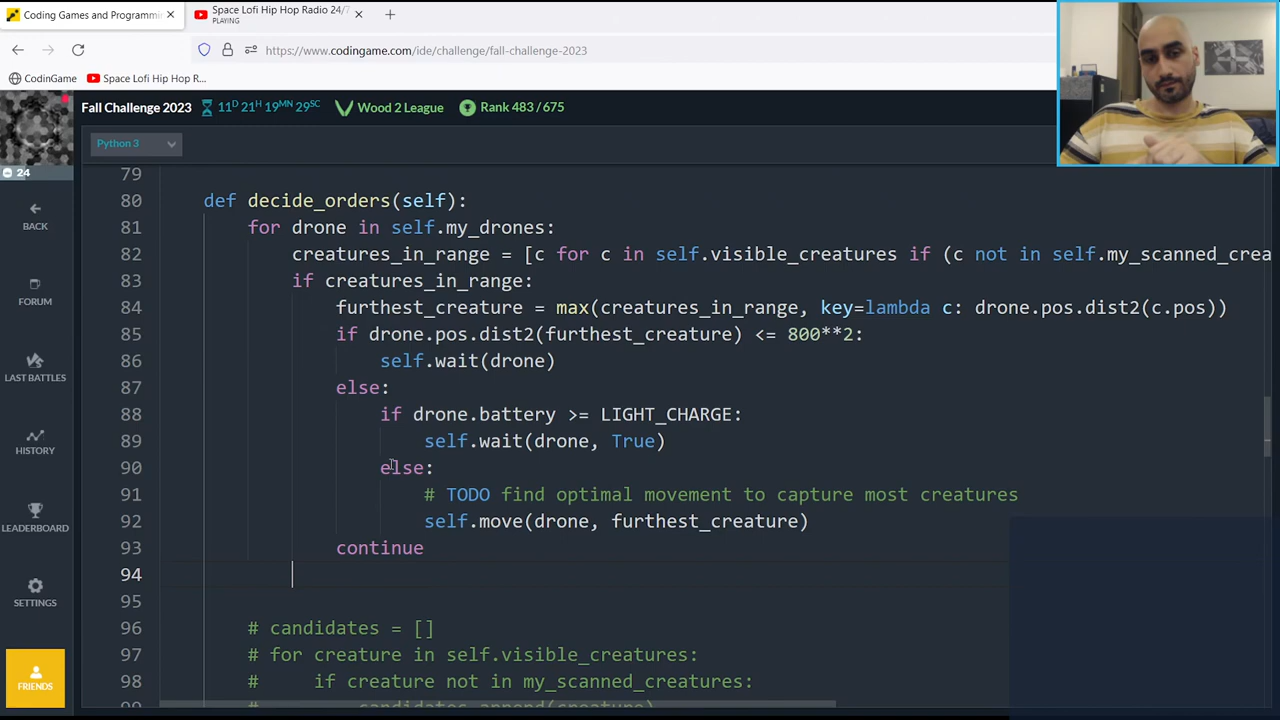 Coding Games and Programmin
Space Lofi Hip Hop Radio 24/7
PLAYING
https://www.codingame.com/ide/challenge/fall-challenge-2023
CodinGame
Space Lofi Hip Hop R...
Fall Challenge 2023
11D 21H 19MN 29SC
Wood 2 League
Rank 483 / 675
Python 3
24
BACK
FORUM
LAST BATTLES
HISTORY
LEADERBOARD
SETTINGS
FRIENDS
79
80 def decide_orders(self):
81 for drone in self.my_drones:
82 creatures_in_range = [c for c in self.visible_creatures if (c not in self.my_scanned_crea
83 if creatures_in_range:
84 furthest_creature = max(creatures_in_range, key=lambda c: drone.pos.dist2(c.pos))
85 if drone.pos.dist2(furthest_creature) <= 800**2:
86 self.wait(drone)
87 else:
88 if drone.battery >= LIGHT_CHARGE:
89 self.wait(drone, True)
90 else:
91 # TODO find optimal movement to capture most creatures
92 self.move(drone, furthest_creature)
93 continue
94
95
96 # candidates = []
97 # for creature in self.visible_creatures:
98 # if creature not in my_scanned_creatures:
99 # candidates.append(creature)